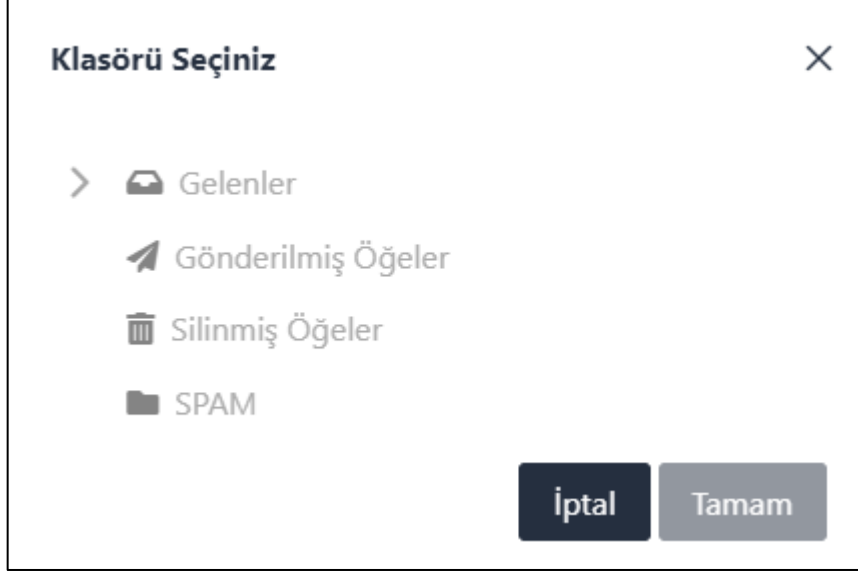 Klasörü Seçiniz
Gelenler
Gönderilmiş Öğeler
Silinmiş Öğeler
SPAM
İptal Tamam